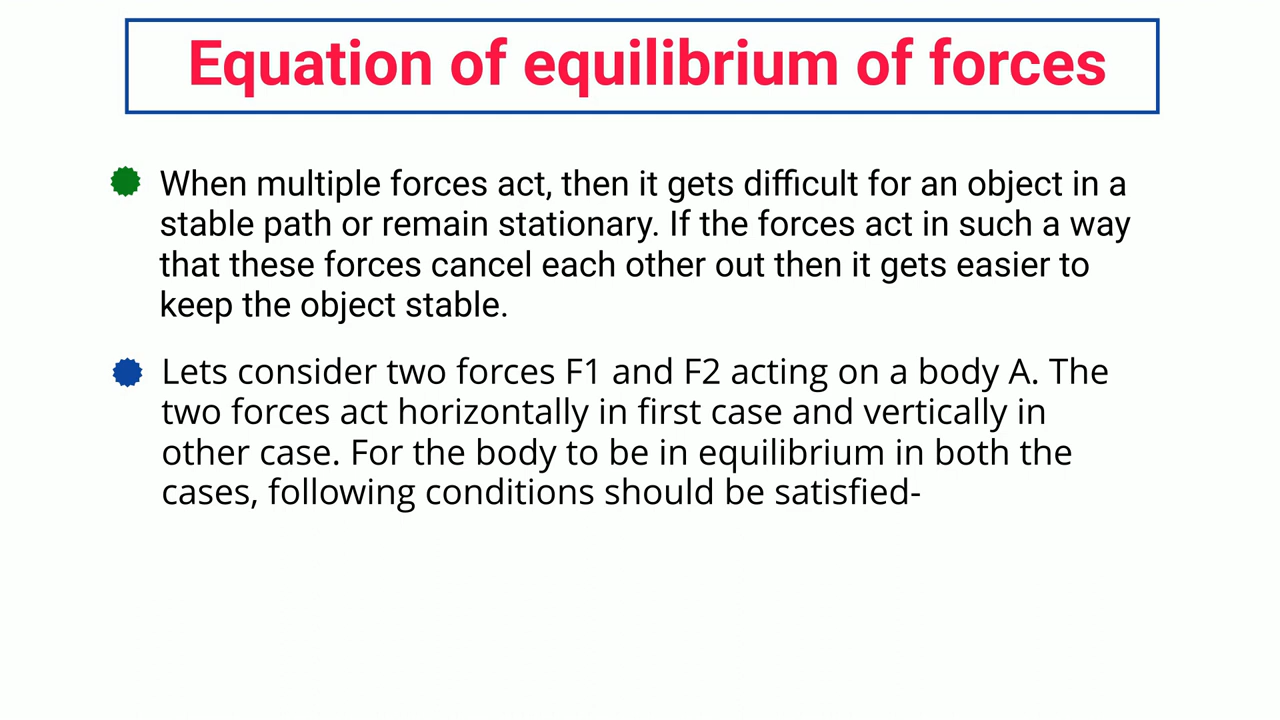 Equation of equilibrium of forces
When multiple forces act, then it gets difficult for an object in a
stable path or remain stationary. If the forces act in such a way
that these forces cancel each other out then it gets easier to
keep the object stable.
Lets consider two forces F1 and F2 acting on a body A. The
two forces act horizontally in first case and vertically in
other case. For the body to be in equilibrium in both the
cases, following conditions should be satisfied-